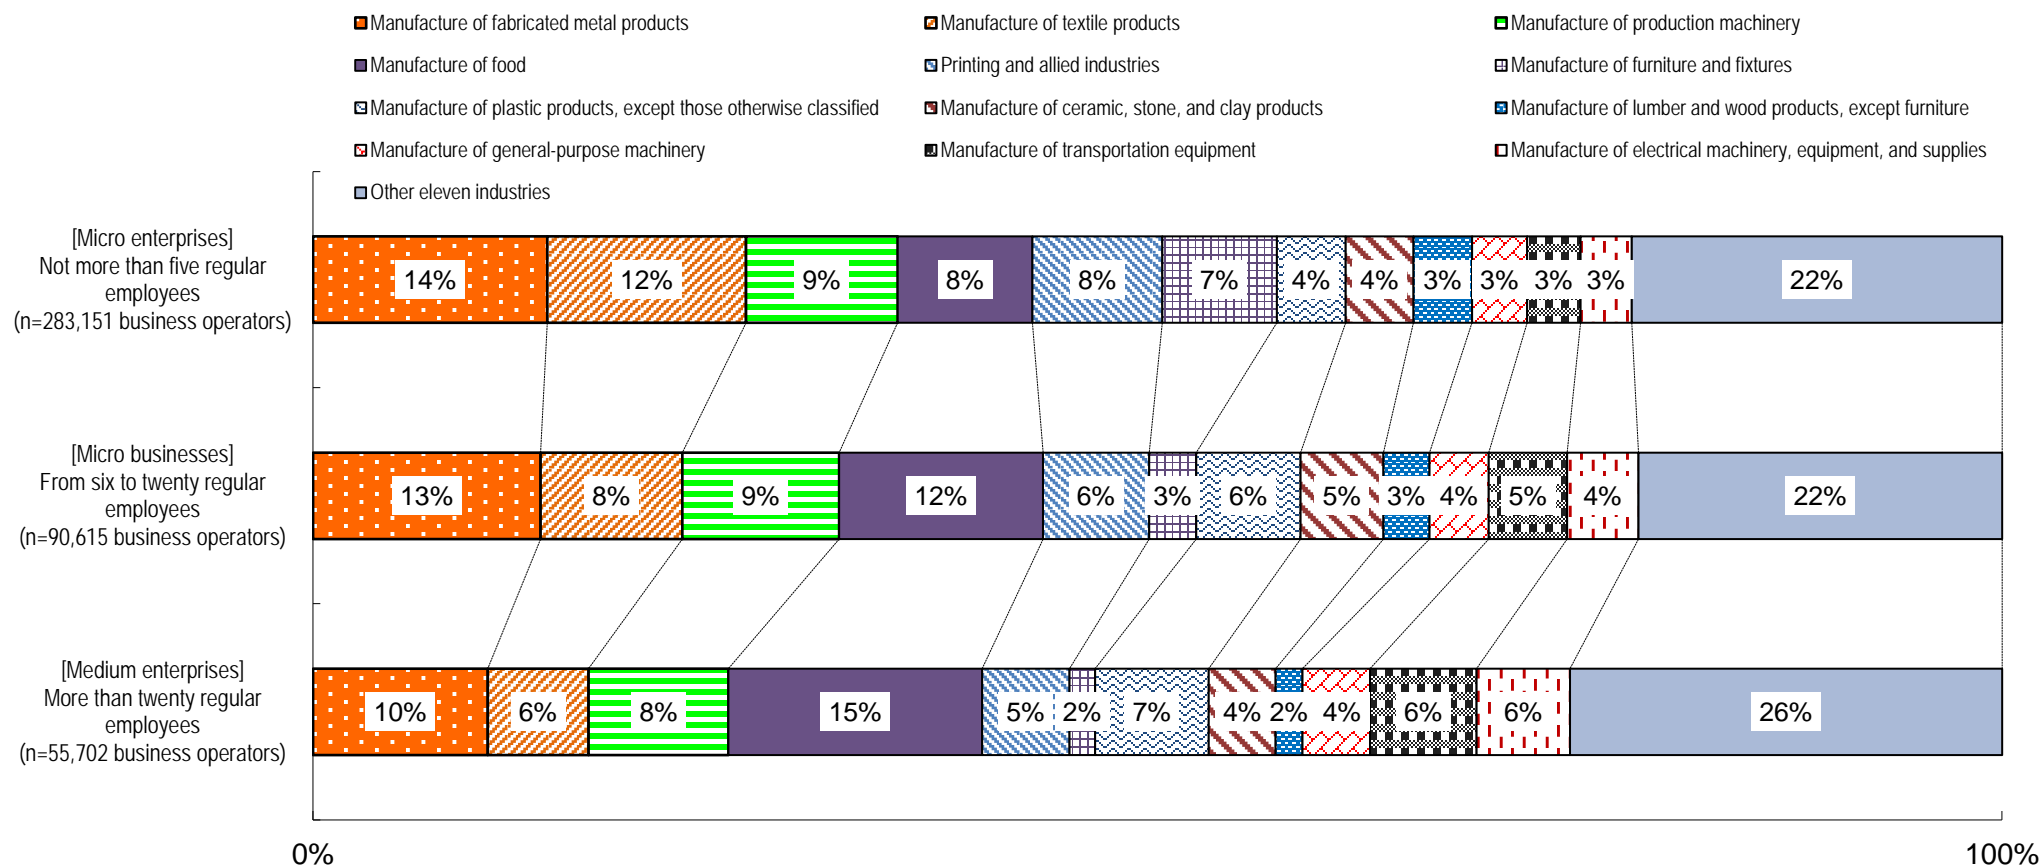 Manufacture of fabricated metal products
Manufacture of textile products
Manufacture of production machinery
Manufacture of food
Printing and allied industries
Manufacture of furniture and fixtures
Manufacture of plastic products, except those otherwise classified
Manufacture of ceramic, stone, and clay products
Manufacture of lumber and wood products, except furniture
Manufacture of general-purpose machinery
Manufacture of transportation equipment
Manufacture of electrical machinery, equipment, and supplies
Other eleven industries
[Micro enterprises]
Not more than five regular
employees
(n=283,151 business operators)
14% 12% 9% 8% 8% 7% 4% 4% 3% 3% 3% 3% 22%
[Micro businesses]
From six to twenty regular
employees
(n=90,615 business operators)
13% 8% 9% 12% 6% 3% 6% 5% 3% 4% 5% 4% 22%
[Medium enterprises]
More than twenty regular
employees
(n=55,702 business operators)
10% 6% 8% 15% 5% 2% 7% 4% 2% 4% 6% 6% 26%
0% 100%